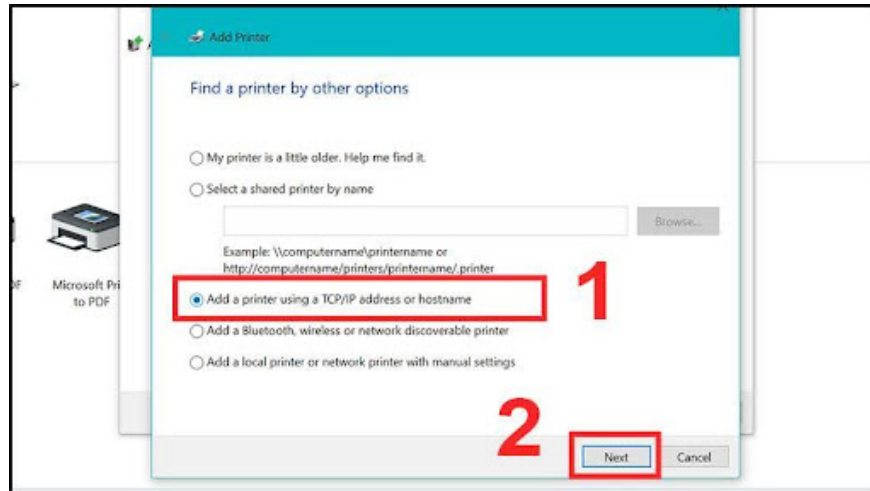 Add Printer
Find a printer by other options
My printer is a little older. Help me find it.
Select a shared printer by name
Browse...
Example: \\computername\printername or
http://computername/printers/printername/.printer
1
Add a printer using a TCP/IP address or hostname
Microsoft Pri
to PDF
Add a Bluetooth, wireless or network discoverable printer
Add a local printer or network printer with manual settings
2
Next
Cancel